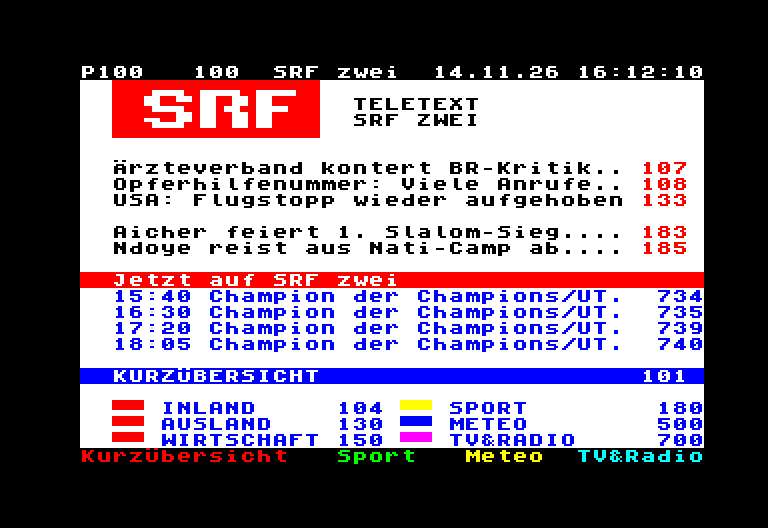 P100 100 SRF zwei 14.11.26 16:12:10
SRF TELETEXT
SRF ZWEI
Ärzteverband kontert BR-Kritik.. 107
Opferhilfenummer: Viele Anrufe.. 108
USA: Flugstopp wieder aufgehoben 133
Aicher feiert 1. Slalom-Sieg.... 183
Ndoye reist aus Nati-Camp ab.... 185
Jetzt auf SRF zwei
15:40 Champion der Champions/UT. 734
16:30 Champion der Champions/UT. 735
17:20 Champion der Champions/UT. 739
18:05 Champion der Champions/UT. 740
KURZÜBERSICHT 101
INLAND 104 SPORT 180
AUSLAND 130 METEO 500
WIRTSCHAFT 150 TV&RADIO 700
Kurzübersicht Sport Meteo TV&Radio